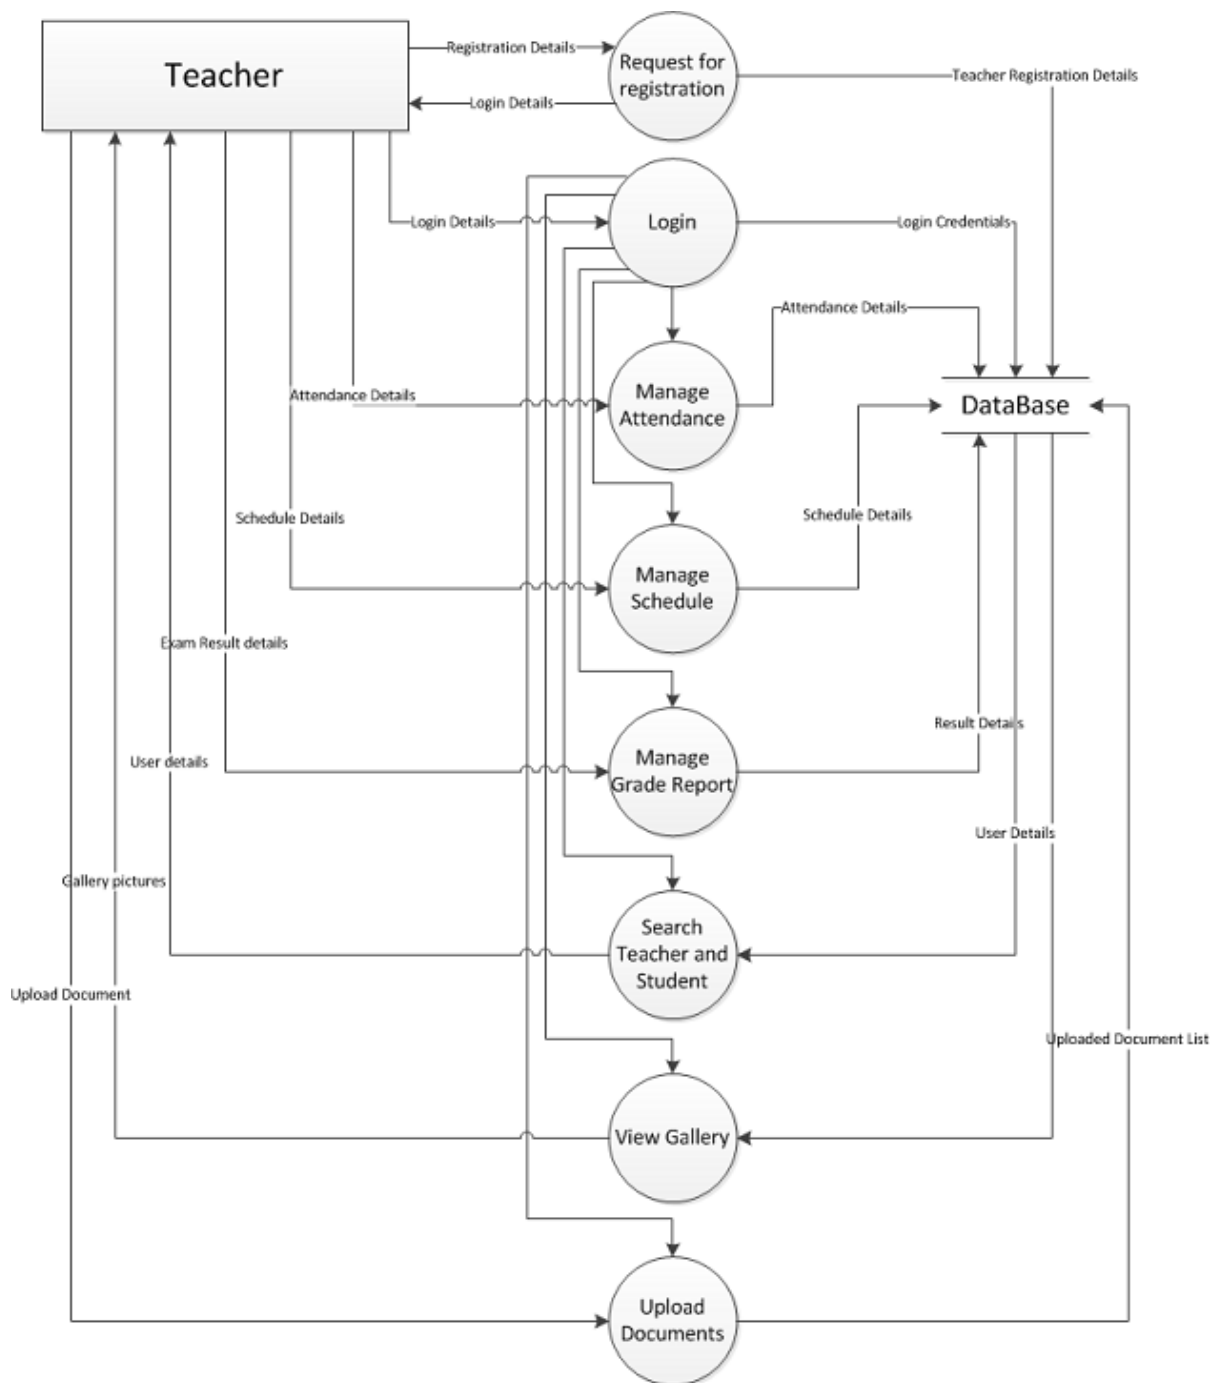 Teacher
Registration Details
Request for
registration
Teacher Registration Details
Login Details
Login Details
Login
Login Credentials
Attendance Details
Attendance Details
Manage
Attendance
DataBase
Schedule Details
Schedule Details
Manage
Schedule
Exam Result details
Result Details
User details
Manage
Grade Report
User Details
Gallery pictures
Search
Teacher and
Student
Upload Document
Uploaded Document List
View Gallery
Upload
Documents